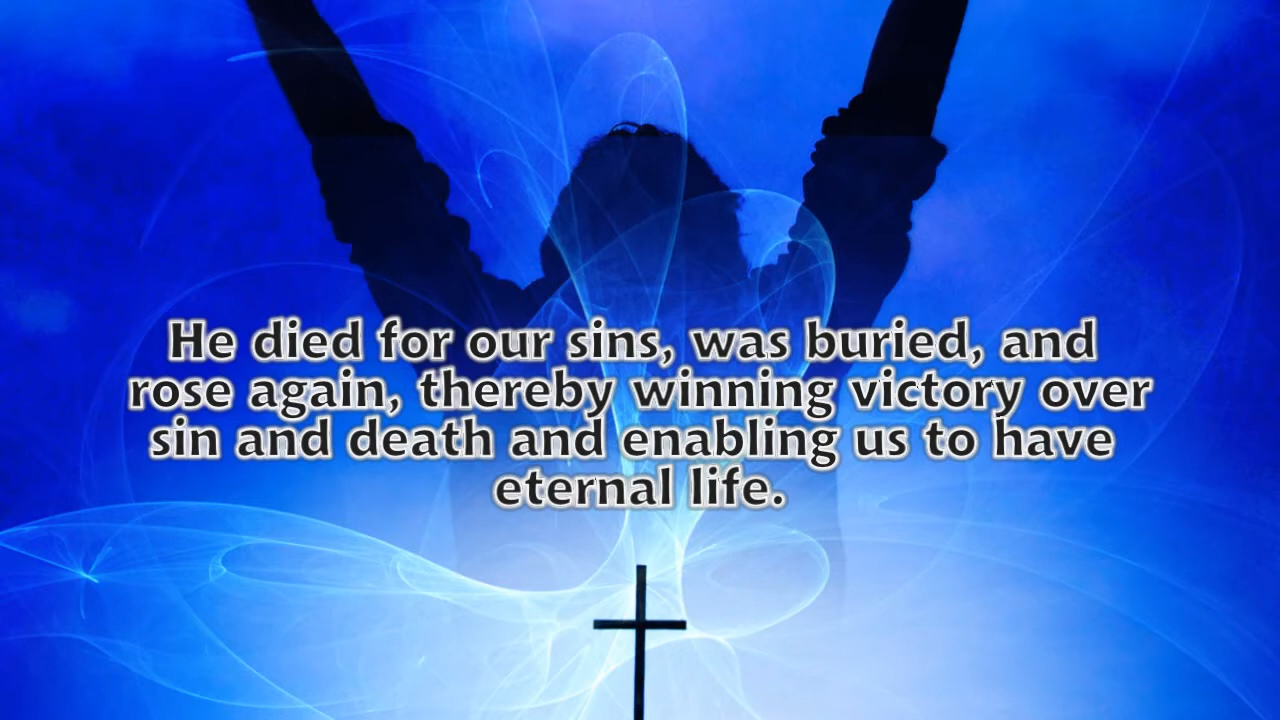 He died for our sins, was buried, and
rose again, thereby winning victory over
sin and death and enabling us to have
eternal life.